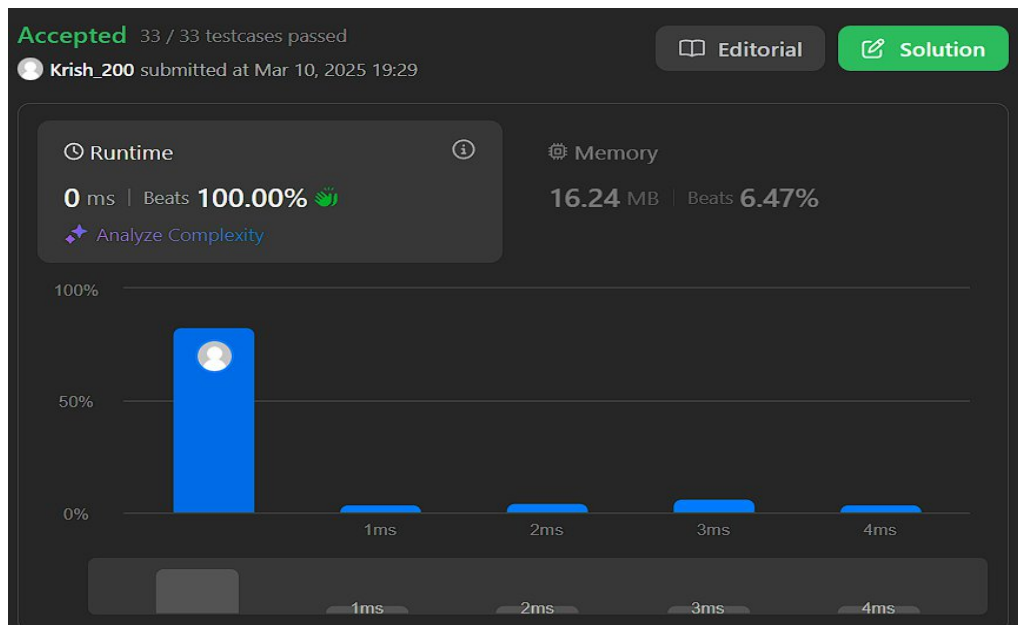 Accepted 33 / 33 testcases passed
Editorial
Solution
Krish_200 submitted at Mar 10, 2025 19:29
Runtime
0 ms | Beats 100.00%
Analyze Complexity
Memory
16.24 MB | Beats 6.47%
100%
50%
0%
1ms 2ms 3ms 4ms
1ms 2ms 3ms 4ms